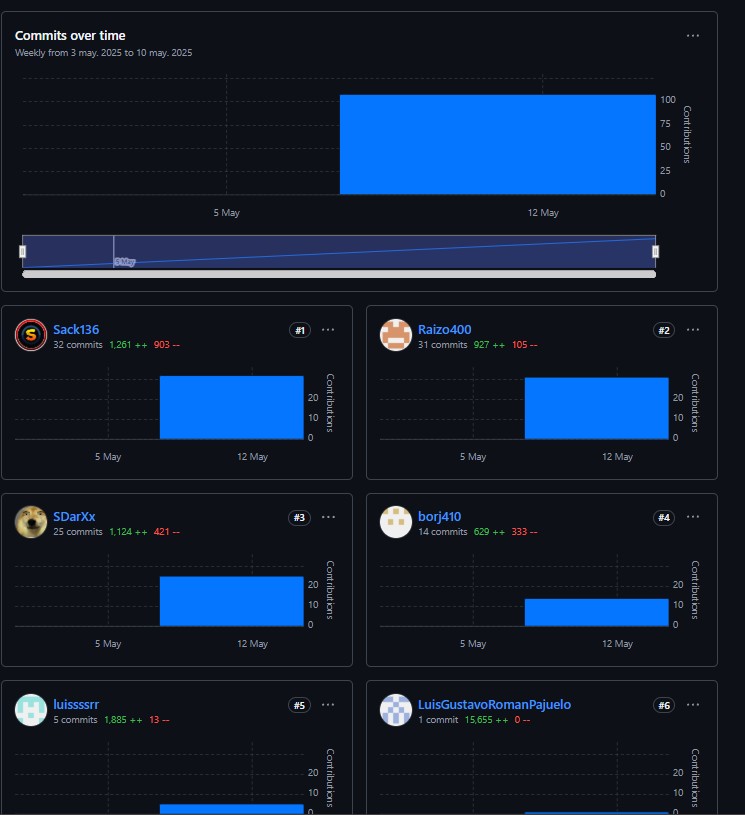 Commits over time
Weekly from 3 may. 2025 to 10 may. 2025
100
75
50
25
0
Contributions
5 May
12 May
5 May
Sack136
#1
32 commits 1,261 ++ 903 --
20
10
0
Contributions
5 May
12 May
Raizo400
#2
31 commits 927 ++ 105 --
20
10
0
Contributions
5 May
12 May
SDarXx
#3
25 commits 1,124 ++ 421 --
20
10
0
Contributions
5 May
12 May
borj410
#4
14 commits 629 ++ 333 --
20
10
0
Contributions
5 May
12 May
luissssrr
#5
5 commits 1,885 ++ 13 --
20
10
0
Contributions
LuisGustavoRomanPajuelo
#6
1 commit 15,655 ++ 0 --
20
10
0
Contributions